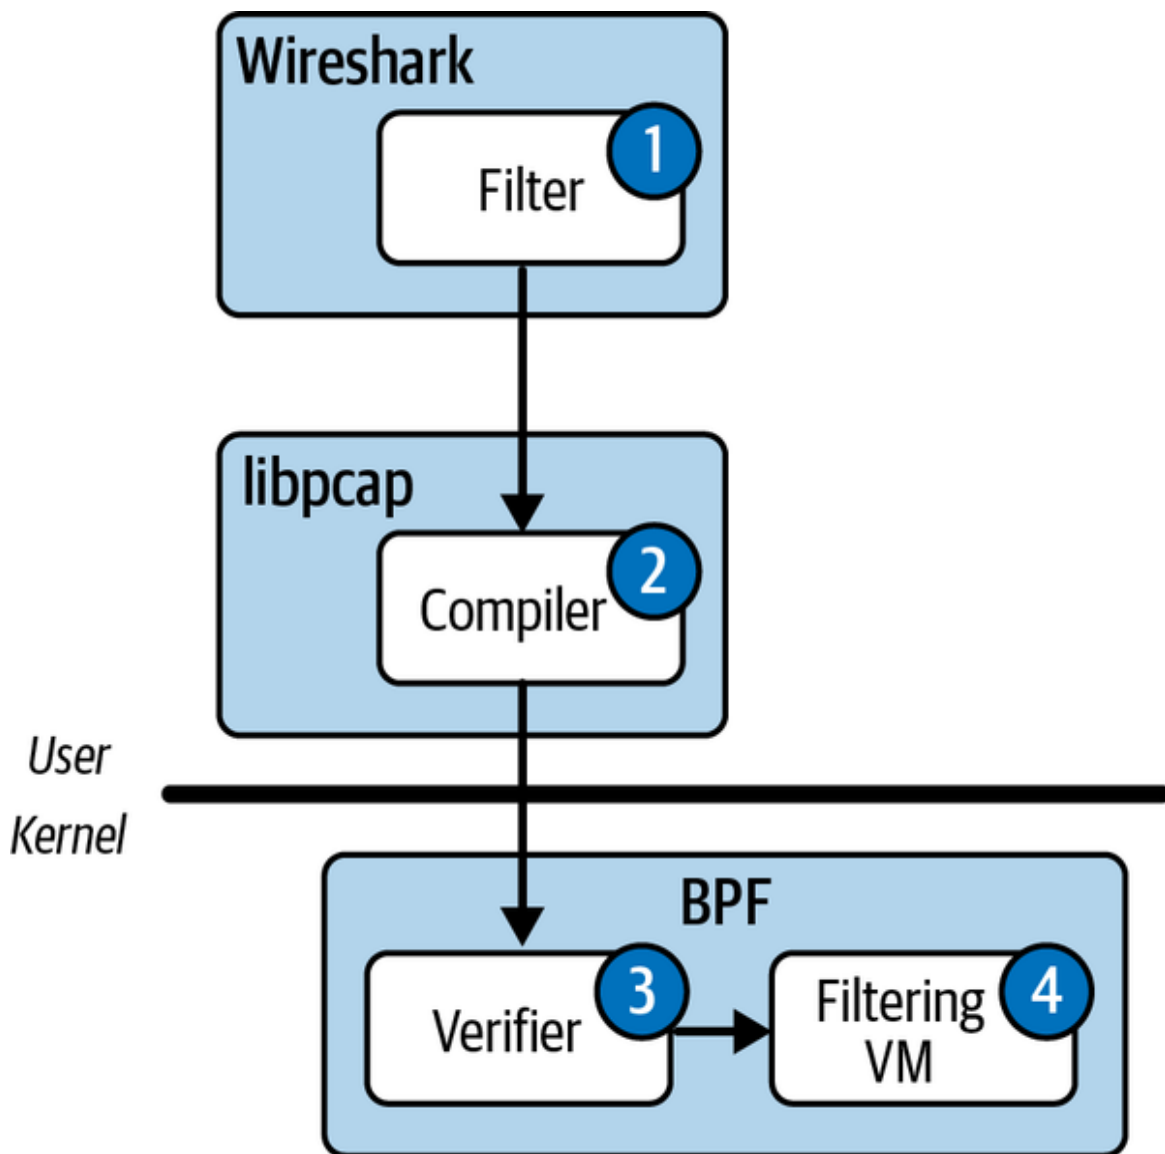 Wireshark
1
Filter
libpcap
2
Compiler
User
Kernel
BPF
3
Verifier
4
Filtering
VM